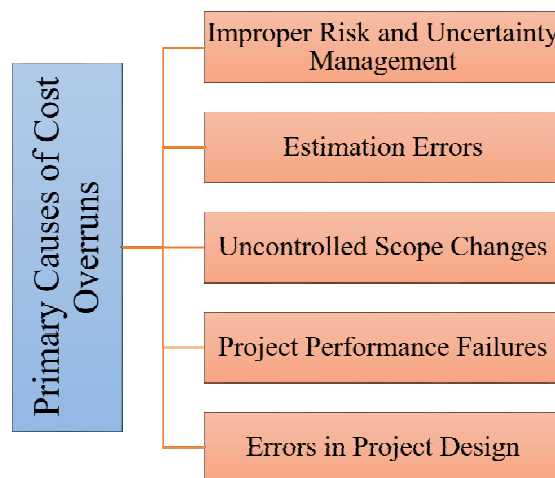 Primary Causes of Cost
Overruns
Improper Risk and Uncertainty
Management
Estimation Errors
Uncontrolled Scope Changes
Project Performance Failures
Errors in Project Design